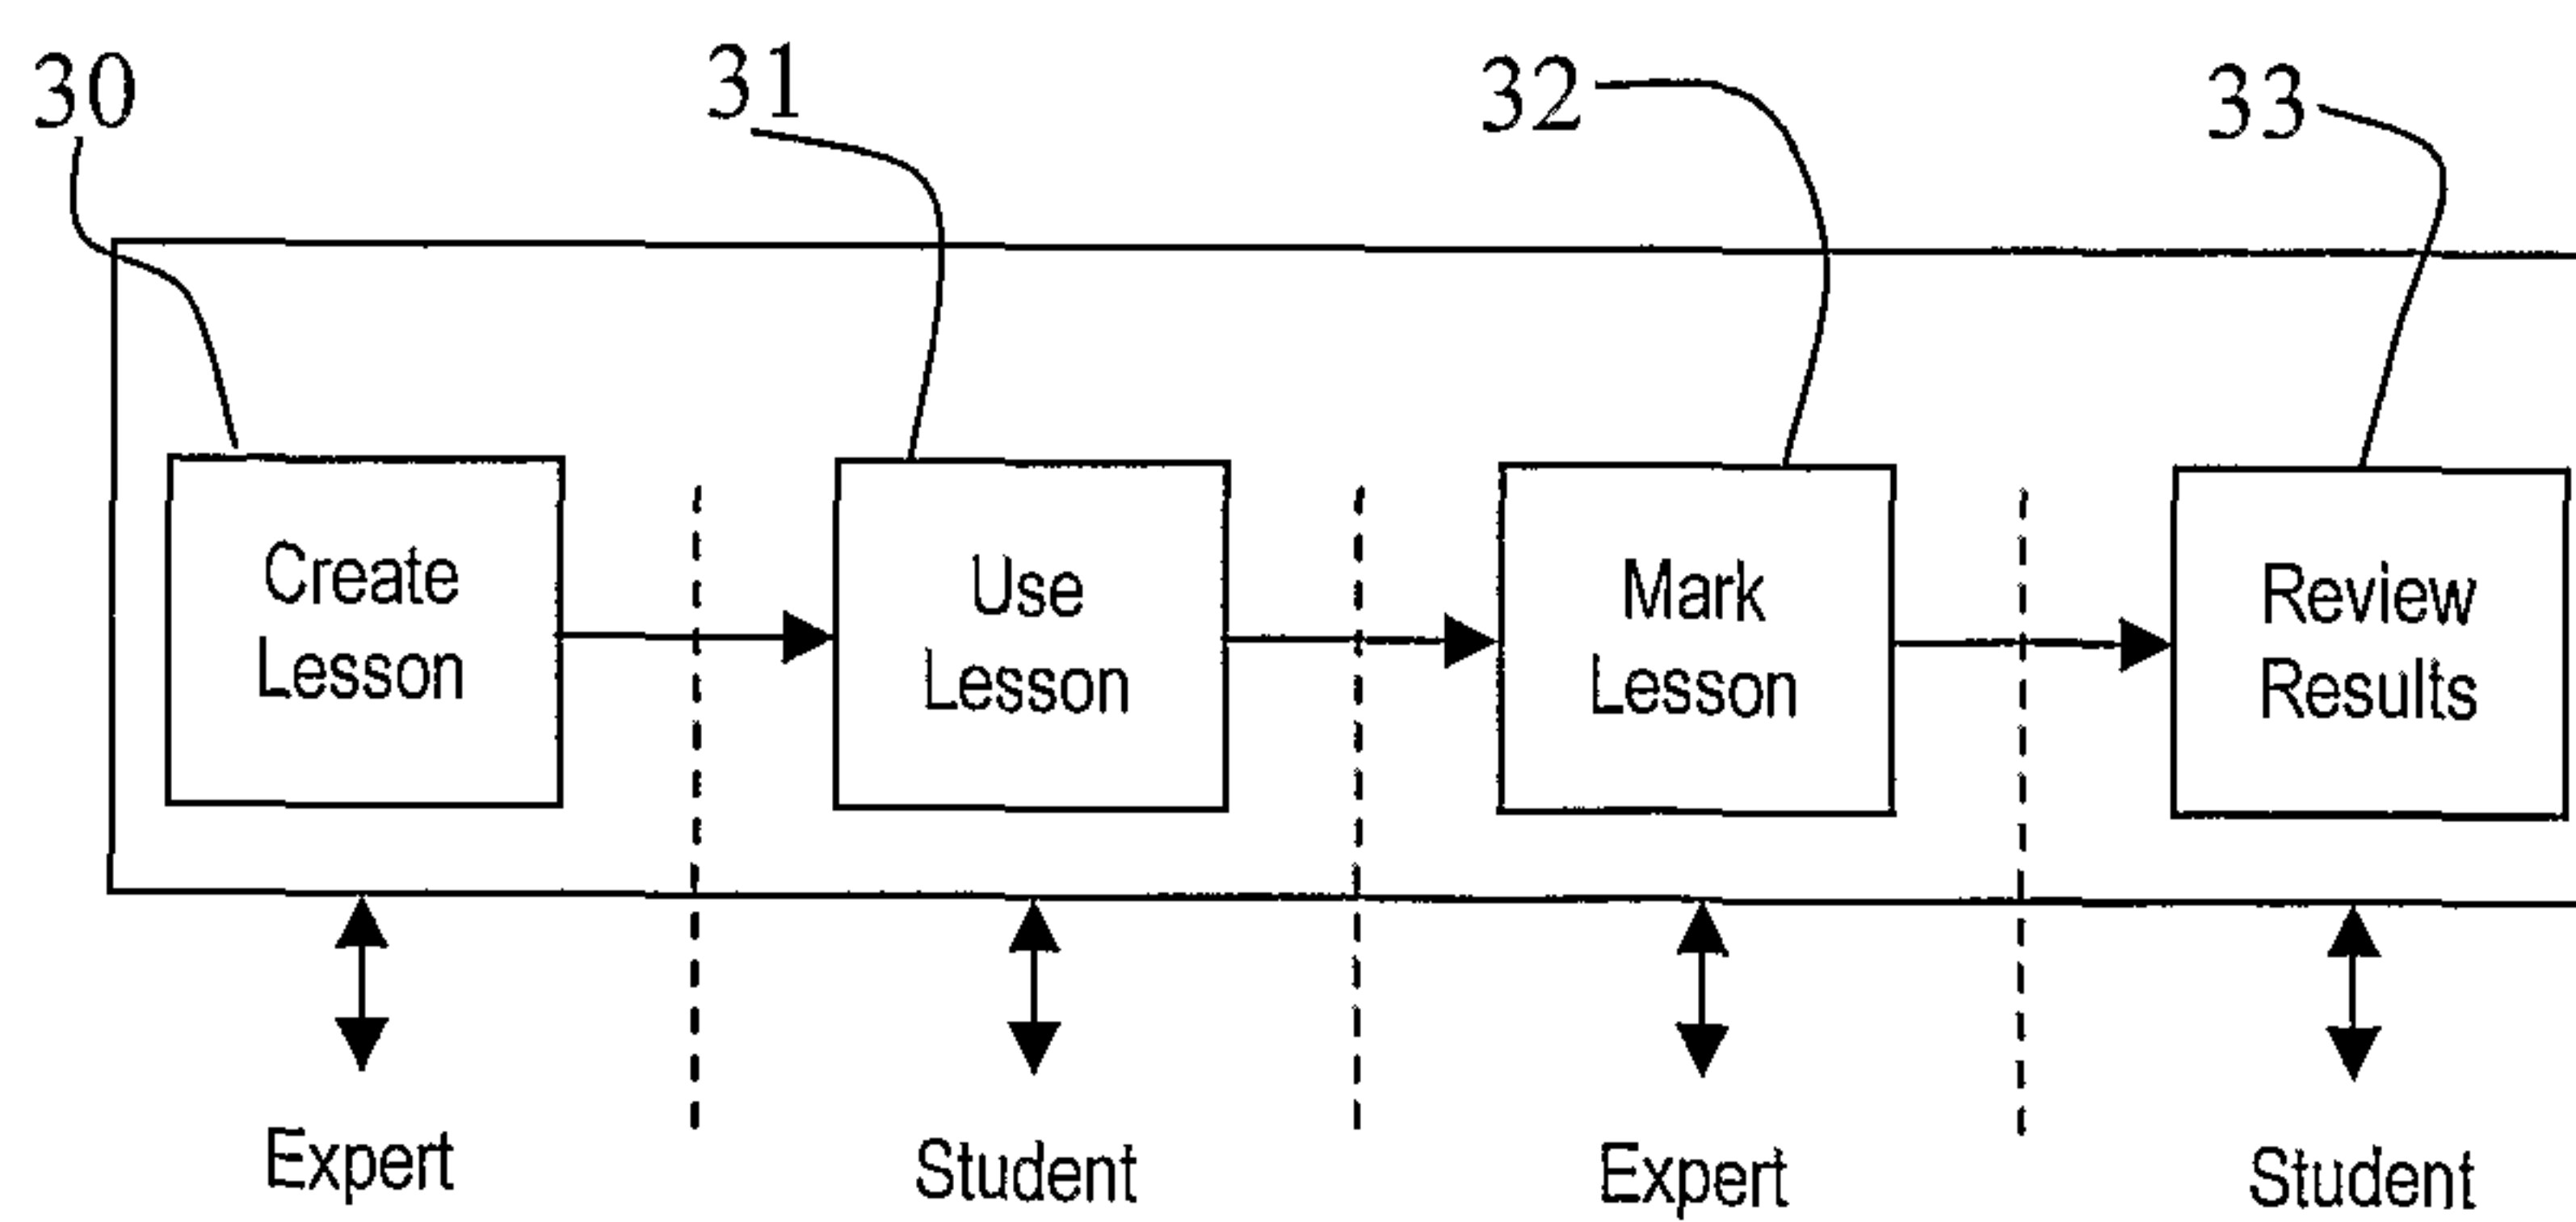 30
31
32
33
Create
Lesson
Use
Lesson
Mark
Lesson
Review
Results
Expert
Student
Expert
Student